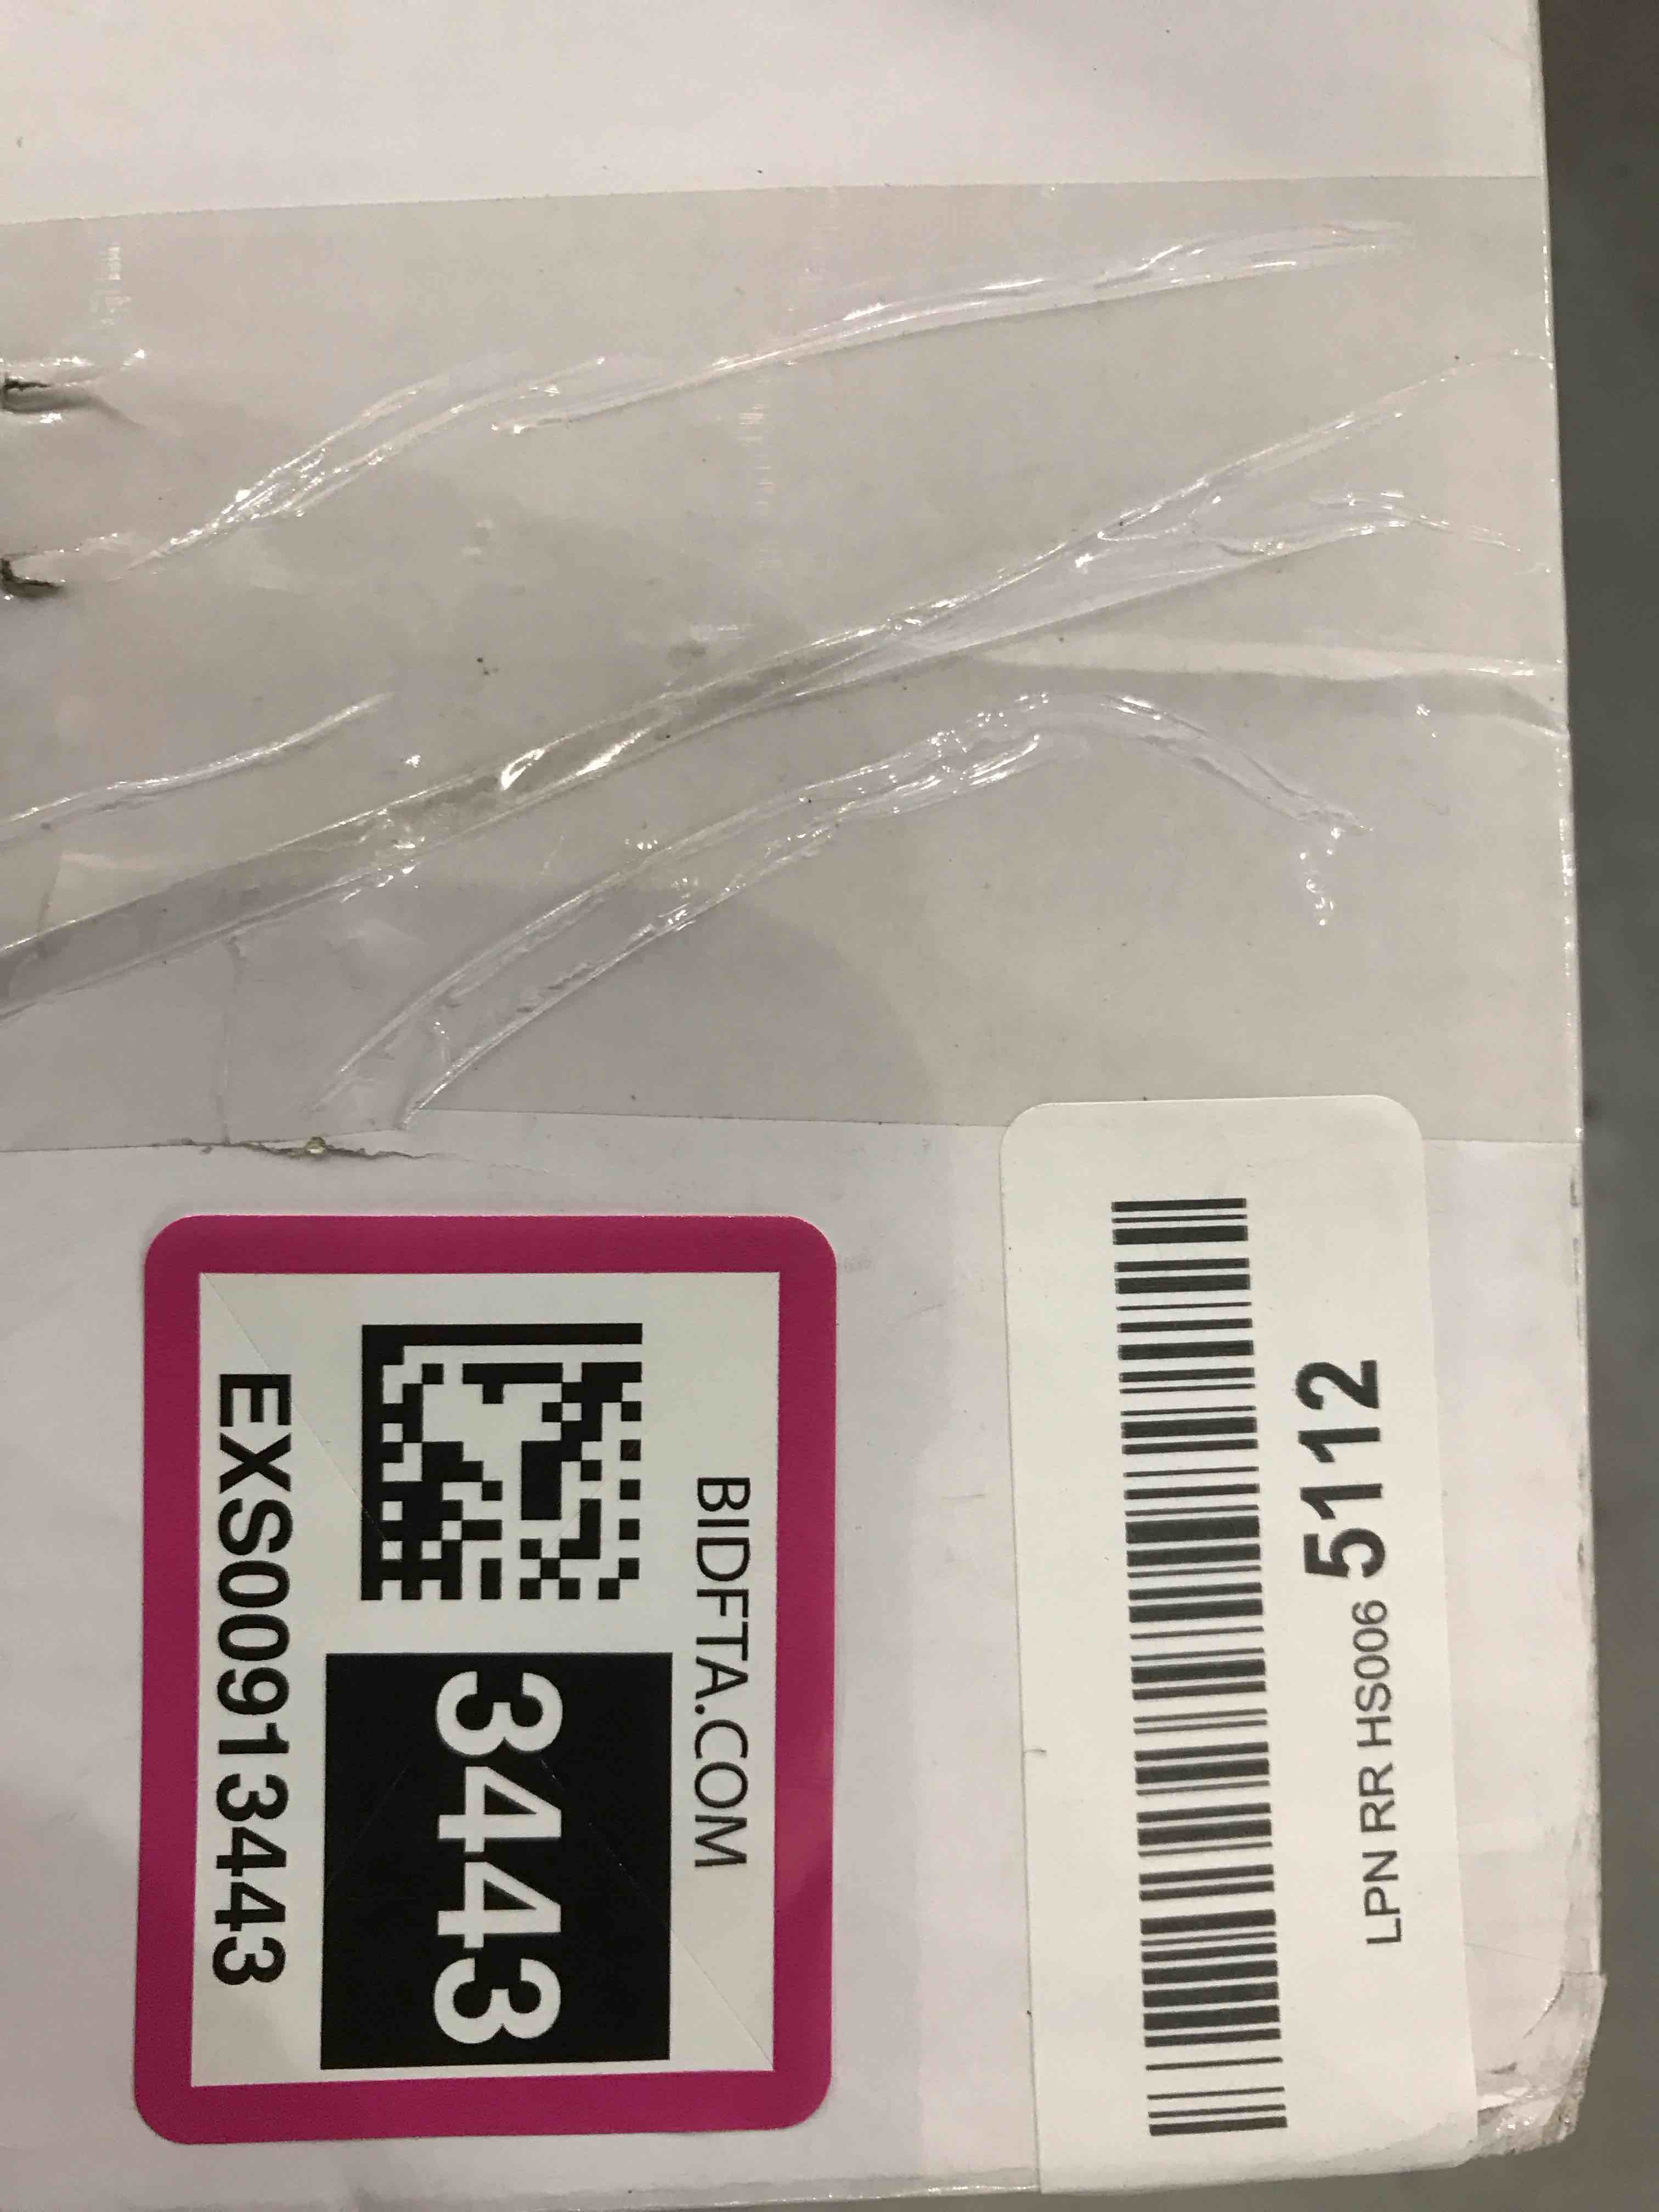 BIDFTA.COM
3443
EXS00913443
LPN RR HS006 5112